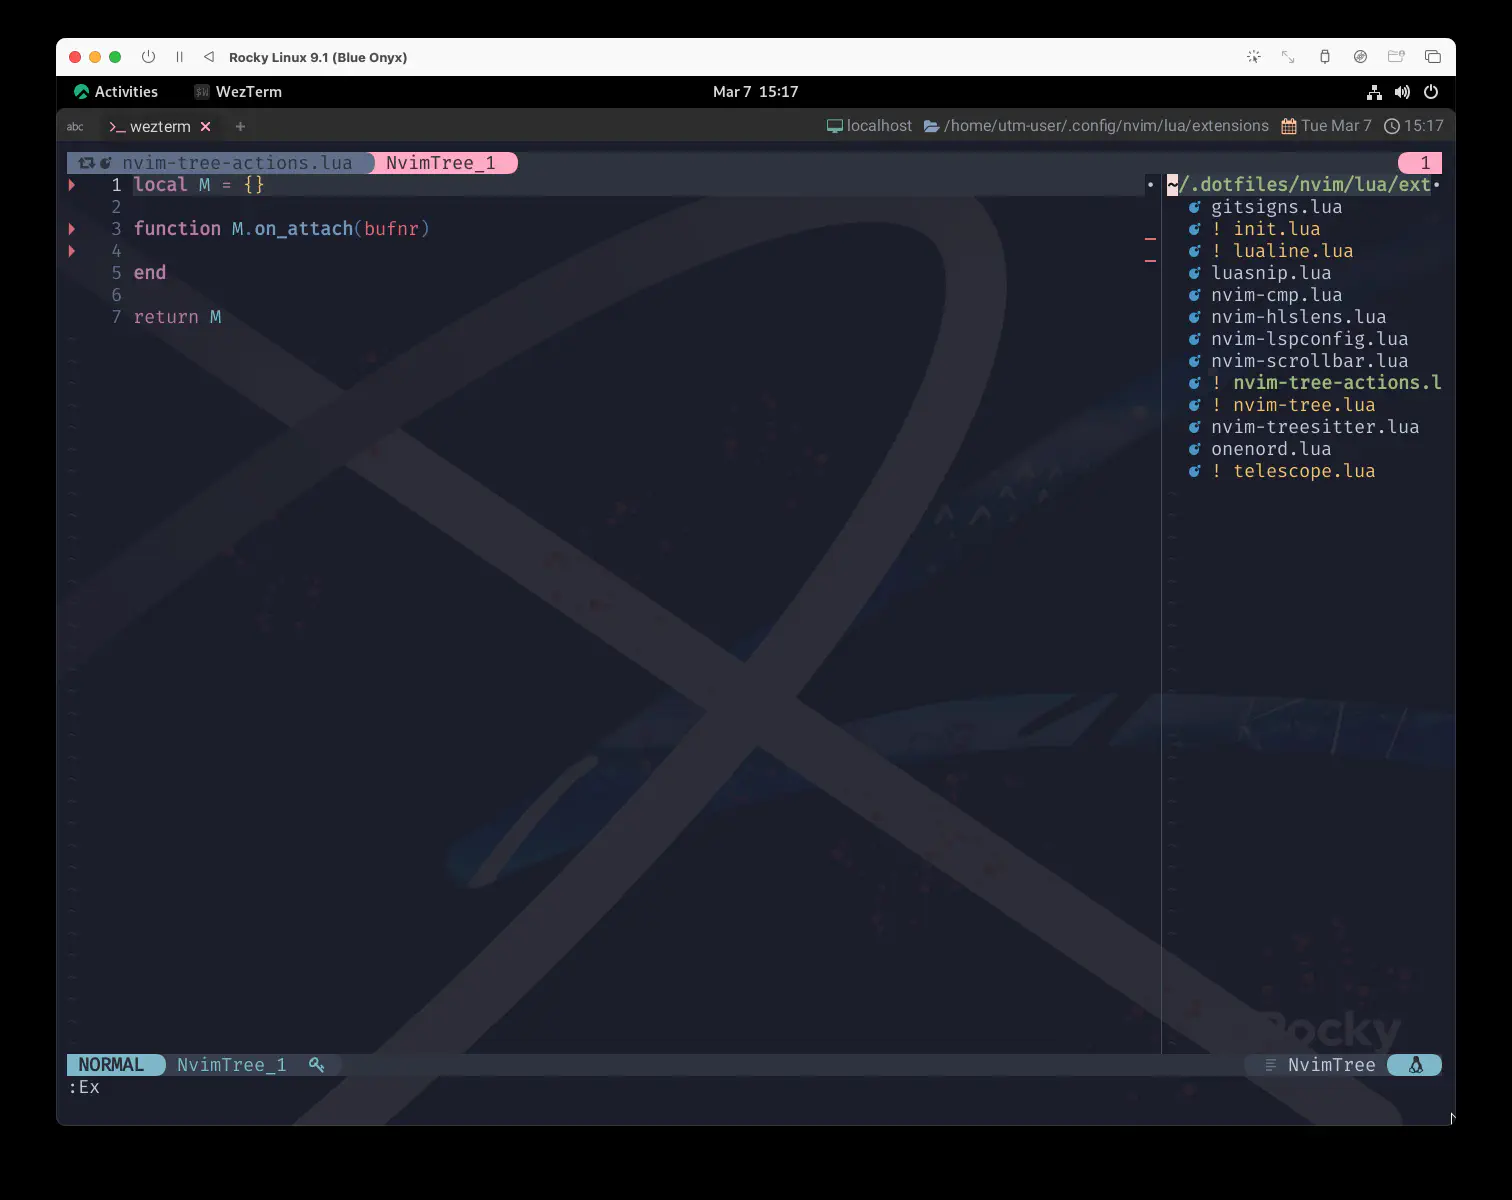 Rocky Linux 9.1 (Blue Onyx)
Activities WezTerm Mar 7 15:17
abc >_ wezterm × + localhost /home/utm-user/.config/nvim/lua/extensions Tue Mar 7 15:17
nvim-tree-actions.lua NvimTree_1 1
1 local M = {}
2
3 function M.on_attach(bufnr)
4
5 end
6
7 return M
~/.dotfiles/nvim/lua/ext
gitsigns.lua
! init.lua
! lualine.lua
luasnip.lua
nvim-cmp.lua
nvim-hlslens.lua
nvim-lspconfig.lua
nvim-scrollbar.lua
! nvim-tree-actions.l
! nvim-tree.lua
nvim-treesitter.lua
onenord.lua
! telescope.lua
Rocky
NORMAL NvimTree_1 NvimTree
:Ex